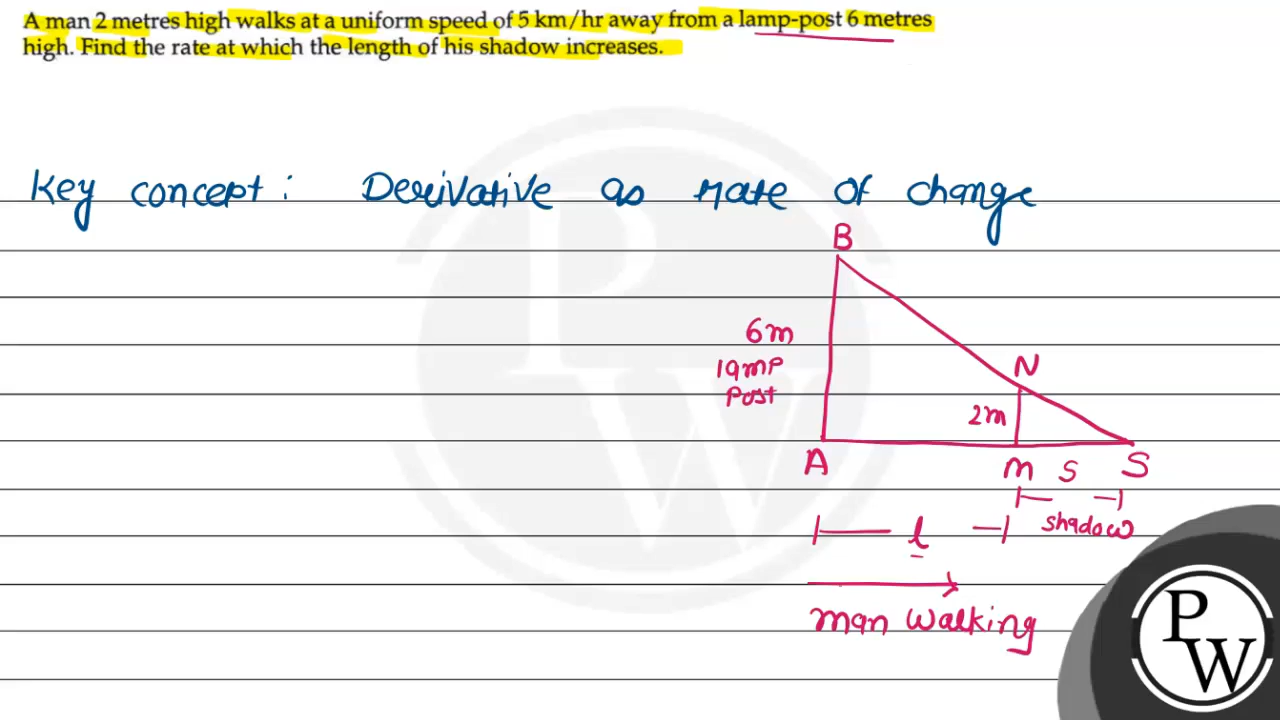 A man 2 metres high walks at a uniform speed of 5 km/hr away from a lamp-post 6 metres
high. Find the rate at which the length of his shadow increases.
Key concept: Derivative as rate of change
B
6m
lamp
Post
N
2m
A
m
S
S
l
shadow
man walking
P
W
P
W